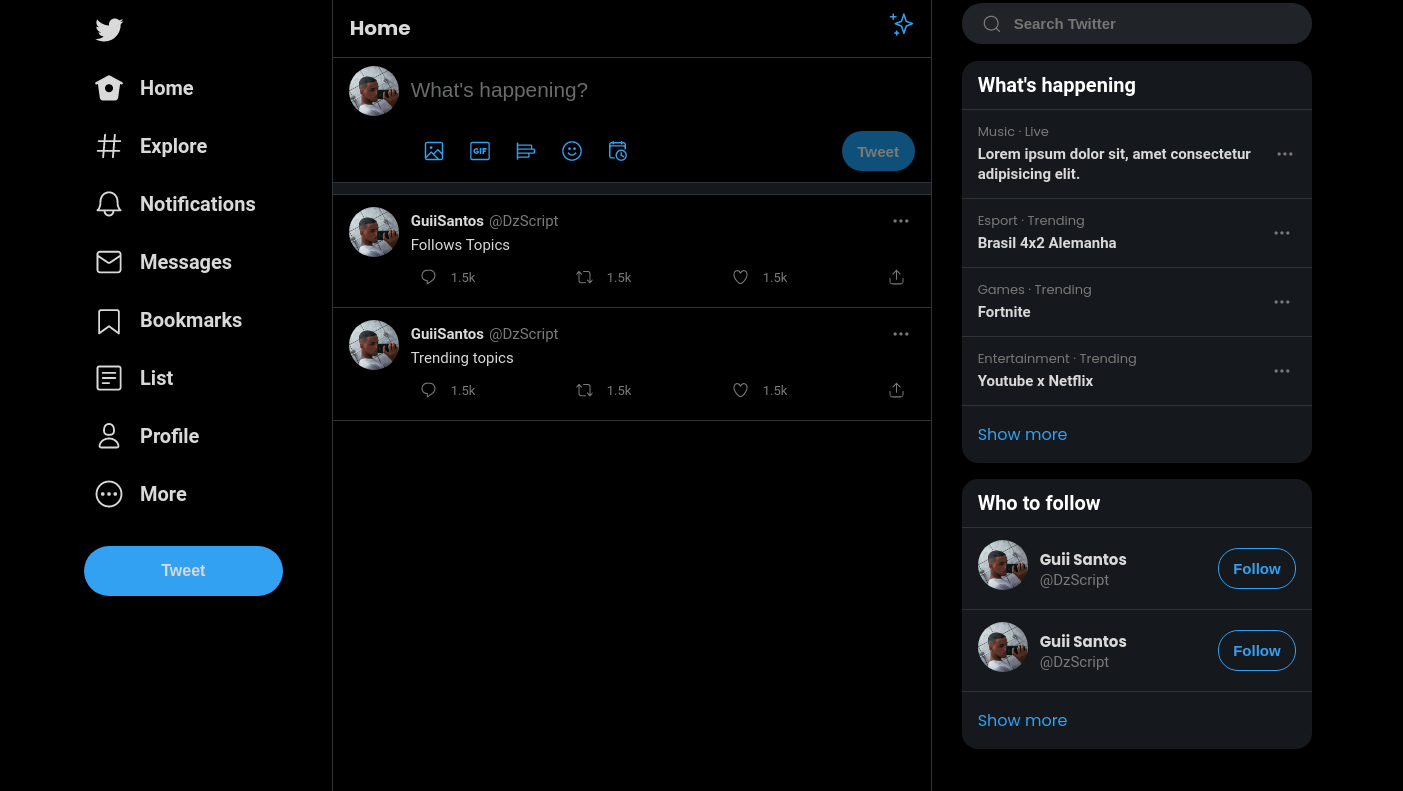 Home
Explore
Notifications
Messages
Bookmarks
List
Profile
More
Tweet
Home
What's happening?
GIF
Tweet
GuiiSantos @DzScript
Follows Topics
1.5k 1.5k 1.5k
GuiiSantos @DzScript
Trending topics
1.5k 1.5k 1.5k
Search Twitter
What's happening
Music · Live
Lorem ipsum dolor sit, amet consectetur
adipisicing elit.
Esport · Trending
Brasil 4x2 Alemanha
Games · Trending
Fortnite
Entertainment · Trending
Youtube x Netflix
Show more
Who to follow
Guii Santos
@DzScript
Follow
Guii Santos
@DzScript
Follow
Show more